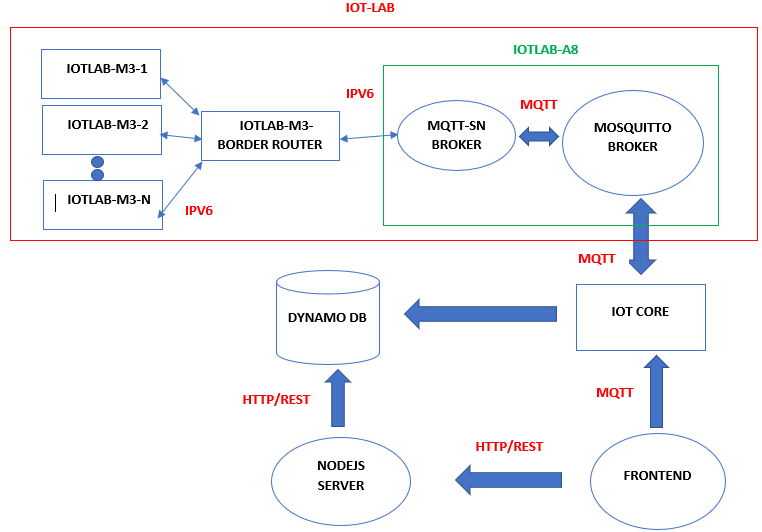 IOT-LAB
IOTLAB-A8
IOTLAB-M3-1
IPV6
IOTLAB-M3-2
IOTLAB-M3-
BORDER ROUTER
MQTT
MQTT-SN
BROKER
MOSQUITTO
BROKER
IOTLAB-M3-N
IPV6
MQTT
DYNAMO DB
IOT CORE
HTTP/REST
MQTT
HTTP/REST
NODEJS
SERVER
FRONTEND